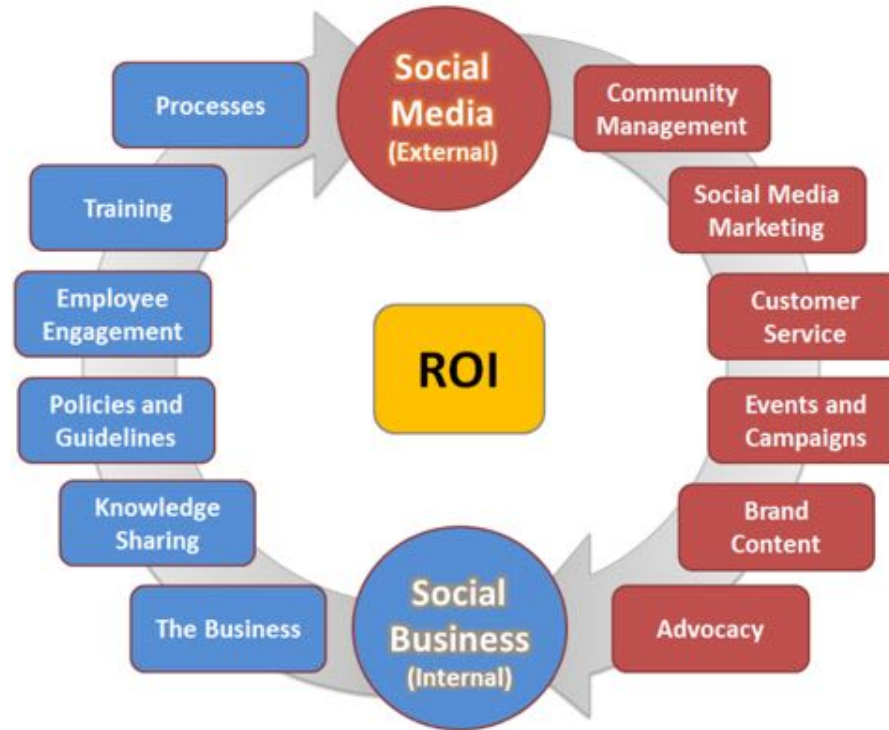 Social
Media
(External)
Community
Management
Social Media
Marketing
Customer
Service
Events and
Campaigns
Brand
Content
Advocacy
Social
Business
(Internal)
The Business
Knowledge
Sharing
Policies and
Guidelines
Employee
Engagement
Training
Processes
ROI